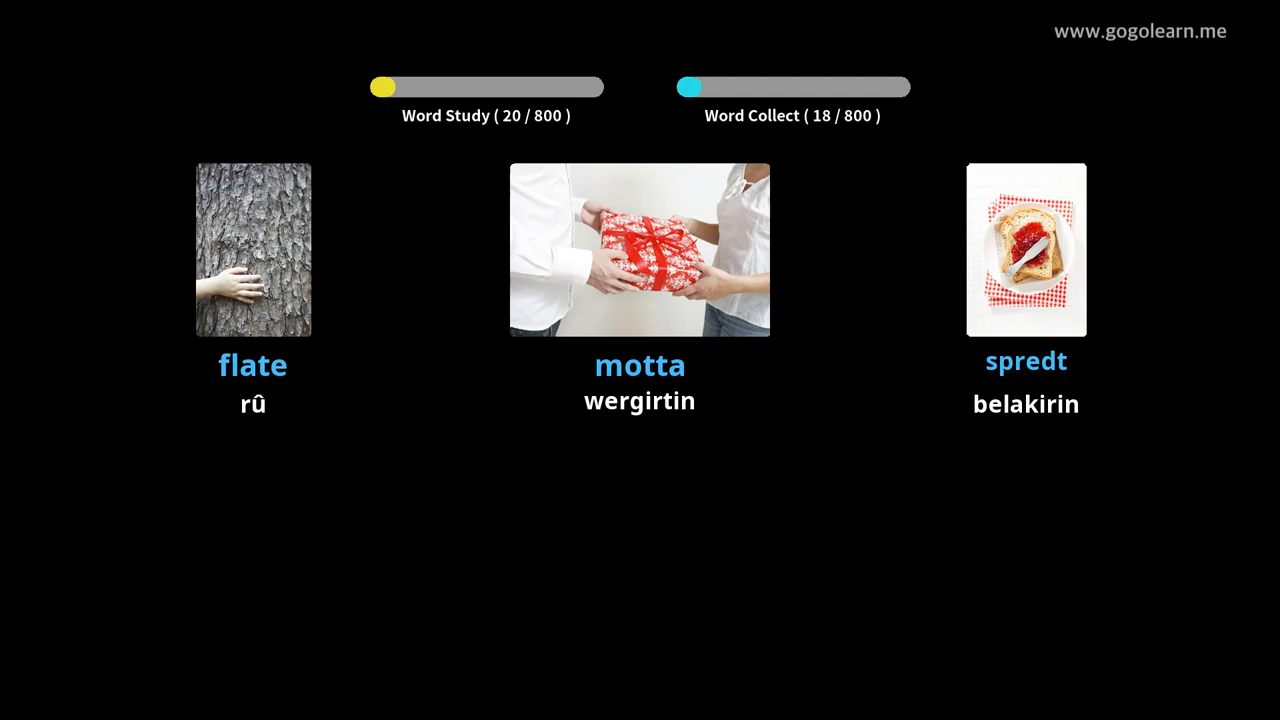 www.gogolearn.me
Word Study ( 20 / 800 )
Word Collect ( 18 / 800 )
flate
motta
spredt
rû
wergirtin
belakirin